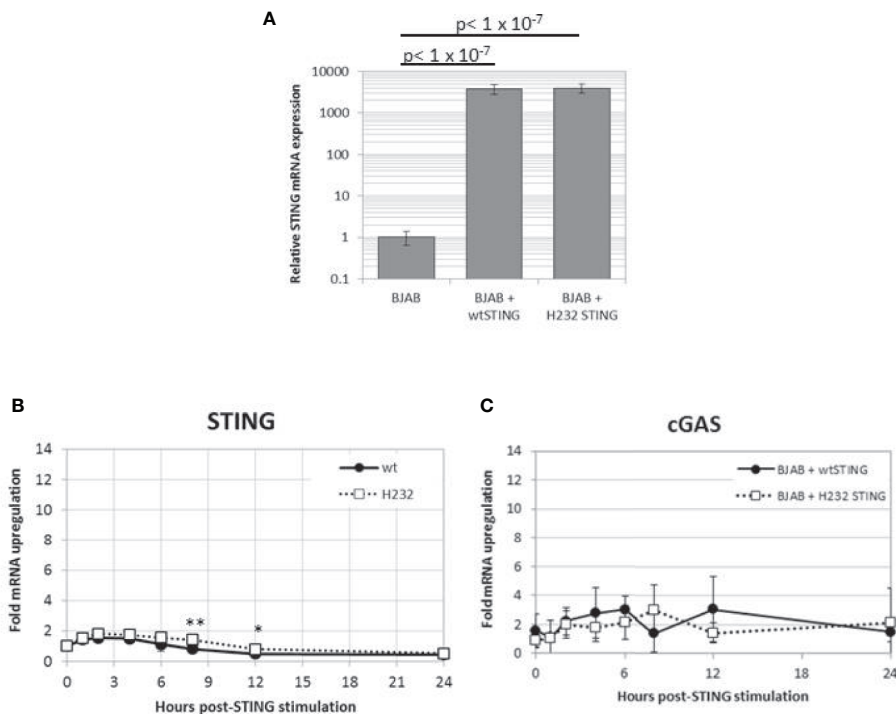 A
p< 1 x 10-7
p< 1 x 10-7
Relative STING mRNA expression
10000
1000
100
10
1
0.1
BJAB
BJAB +
wtSTING
BJAB +
H232 STING
B
STING
Fold mRNA upregulation
14
12
10
8
6
4
2
0
wt
H232
**
*
0 3 6 9 12 15 18 21 24
Hours post-STING stimulation
C
cGAS
Fold mRNA upregulation
14
12
10
8
6
4
2
0
BJAB + wtSTING
BJAB + H232 STING
0 6 12 18 24
Hours post-STING stimulation